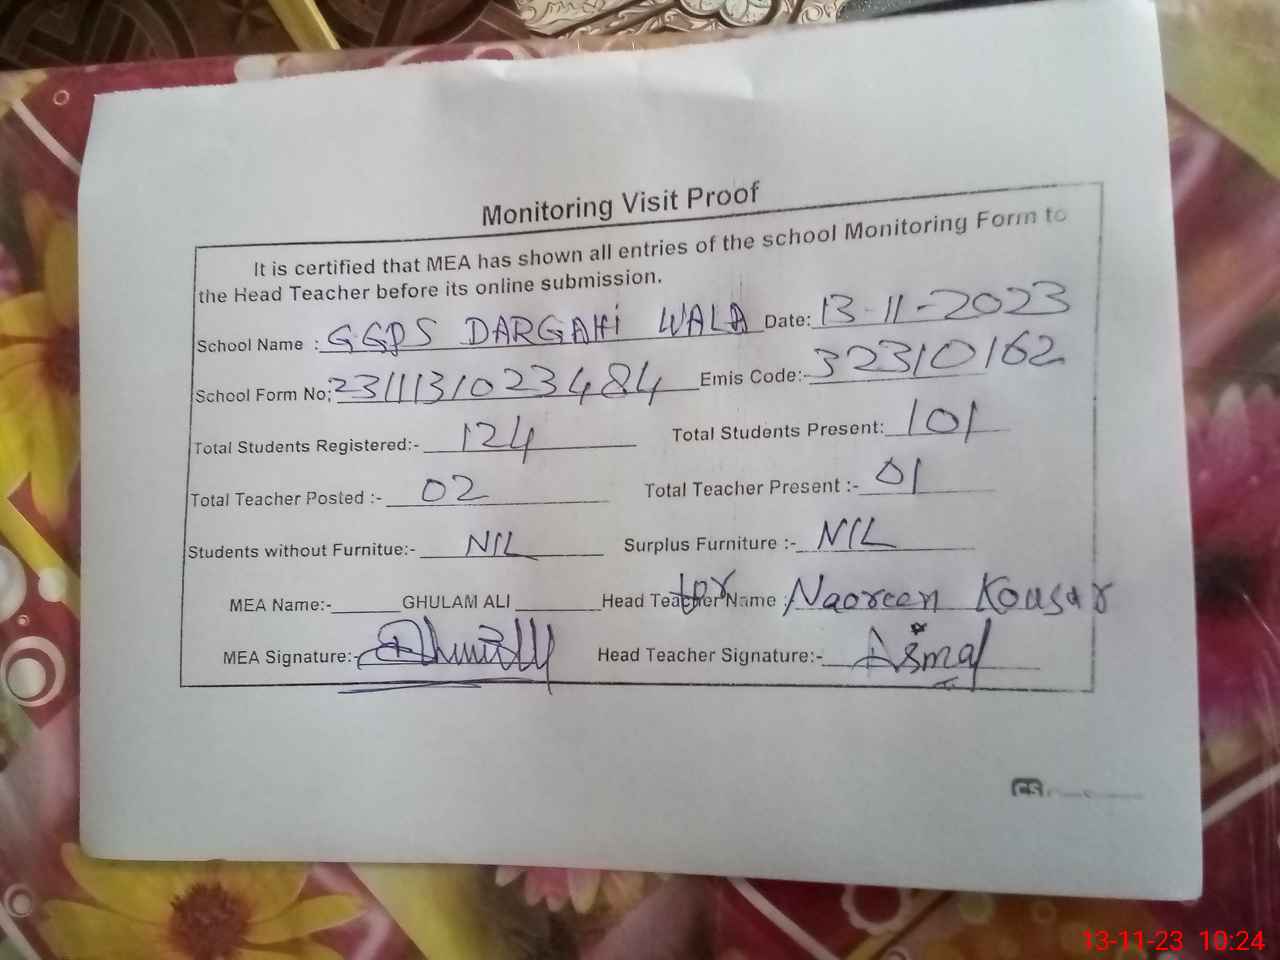 Monitoring Visit Proof
It is certified that MEA has shown all entries of the school Monitoring Form to
the Head Teacher before its online submission.
School Name : GGPS DARGAHI WALA Date: 13-11-2023
School Form No: 2311131023484 Emis Code:- 32310162
Total Students Registered:- 124 Total Students Present: 101
Total Teacher Posted :- 02 Total Teacher Present :- 01
Students without Furnitue:- NIL Surplus Furniture :- NIL
MEA Name:- GHULAM ALI Head Teacher Name : for Naoreen Kousar
MEA Signature:- Head Teacher Signature:- Asma
CS
13-11-23 10:24